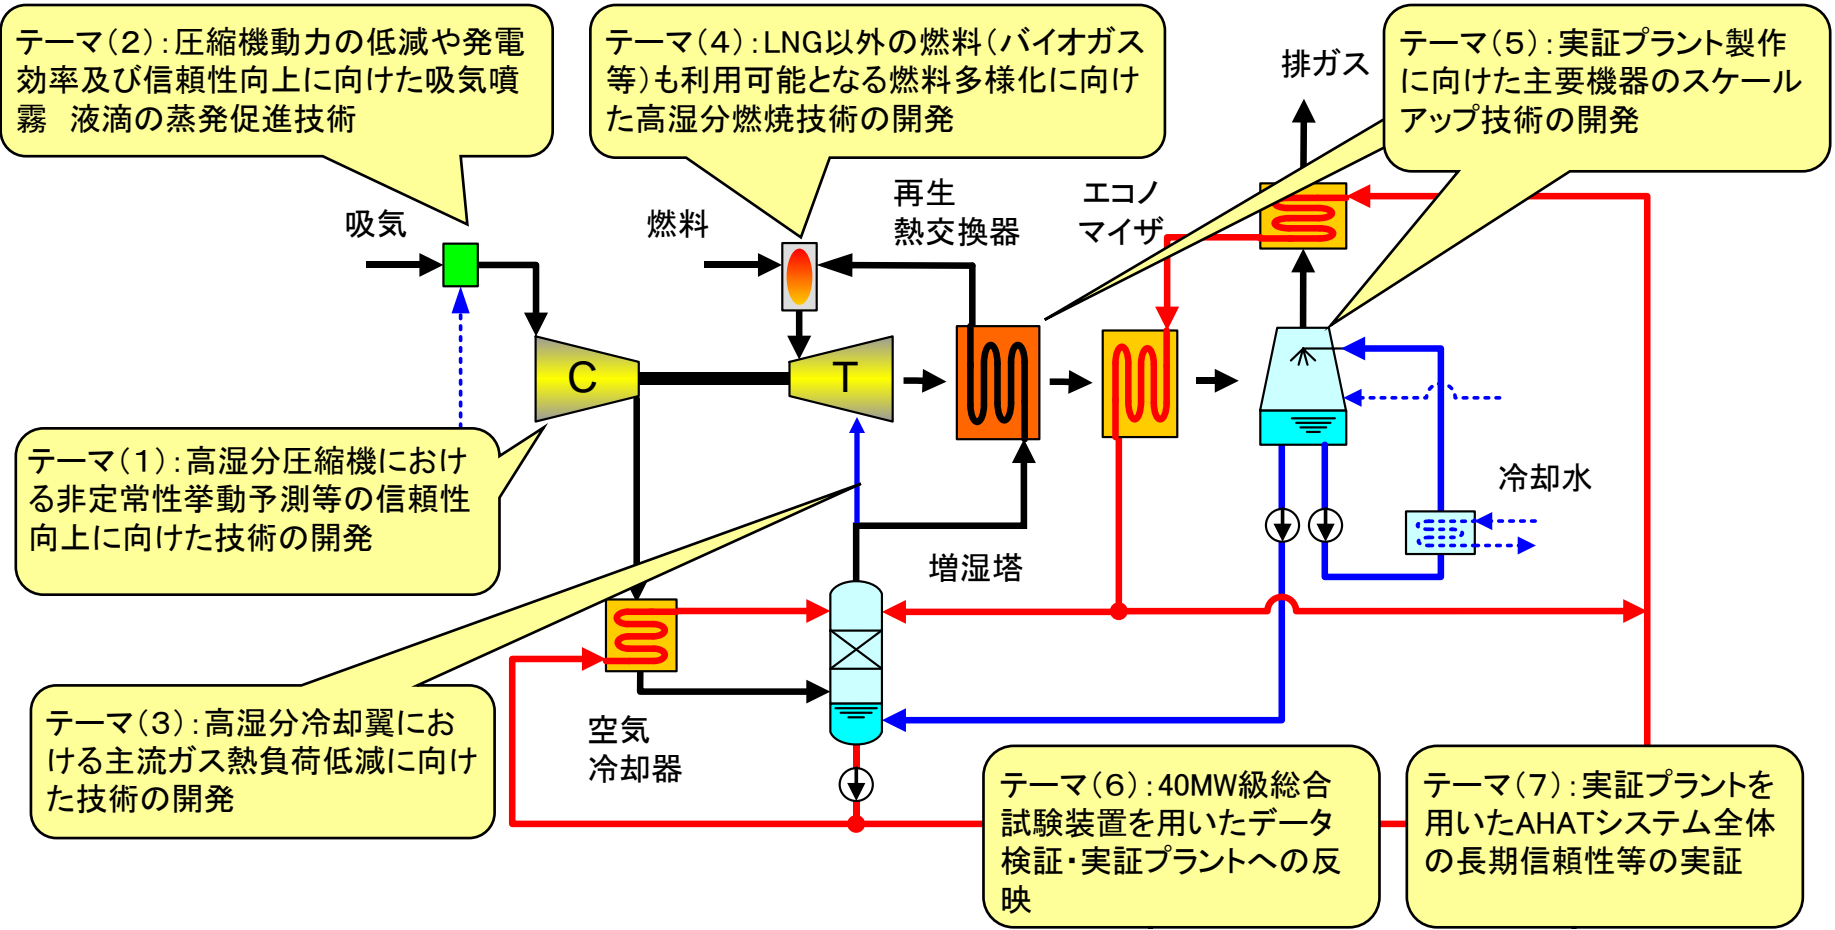 テーマ(2):圧縮機動力の低減や発電
効率及び信頼性向上に向けた吸気噴
霧 液滴の蒸発促進技術
テーマ(4):LNG以外の燃料(バイオガス
等)も利用可能となる燃料多様化に向け
た高湿分燃焼技術の開発
排ガス
テーマ(5):実証プラント製作
に向けた主要機器のスケール
アップ技術の開発
吸気
燃料
再生
熱交換器
エコノ
マイザ
C
T
テーマ(1):高湿分圧縮機におけ
る非定常性挙動予測等の信頼性
向上に向けた技術の開発
冷却水
増湿塔
テーマ(3):高湿分冷却翼にお
ける主流ガス熱負荷低減に向け
た技術の開発
空気
冷却器
テーマ(6):40MW級総合
試験装置を用いたデータ
検証・実証プラントへの反
映
テーマ(7):実証プラントを
用いたAHATシステム全体
の長期信頼性等の実証